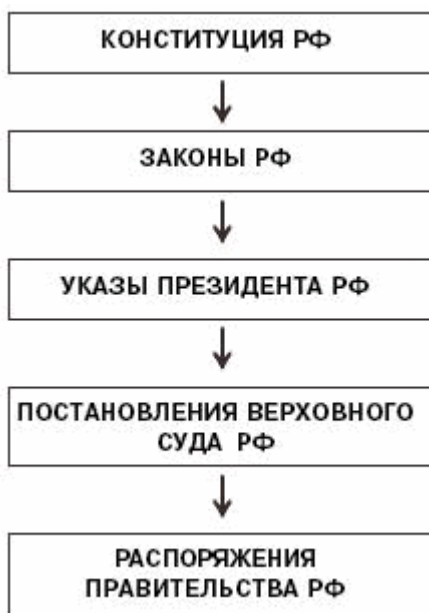 КОНСТИТУЦИЯ РФ
ЗАКОНЫ РФ
УКАЗЫ ПРЕЗИДЕНТА РФ
ПОСТАНОВЛЕНИЯ ВЕРХОВНОГО
СУДА РФ
РАСПОРЯЖЕНИЯ
ПРАВИТЕЛЬСТВА РФ